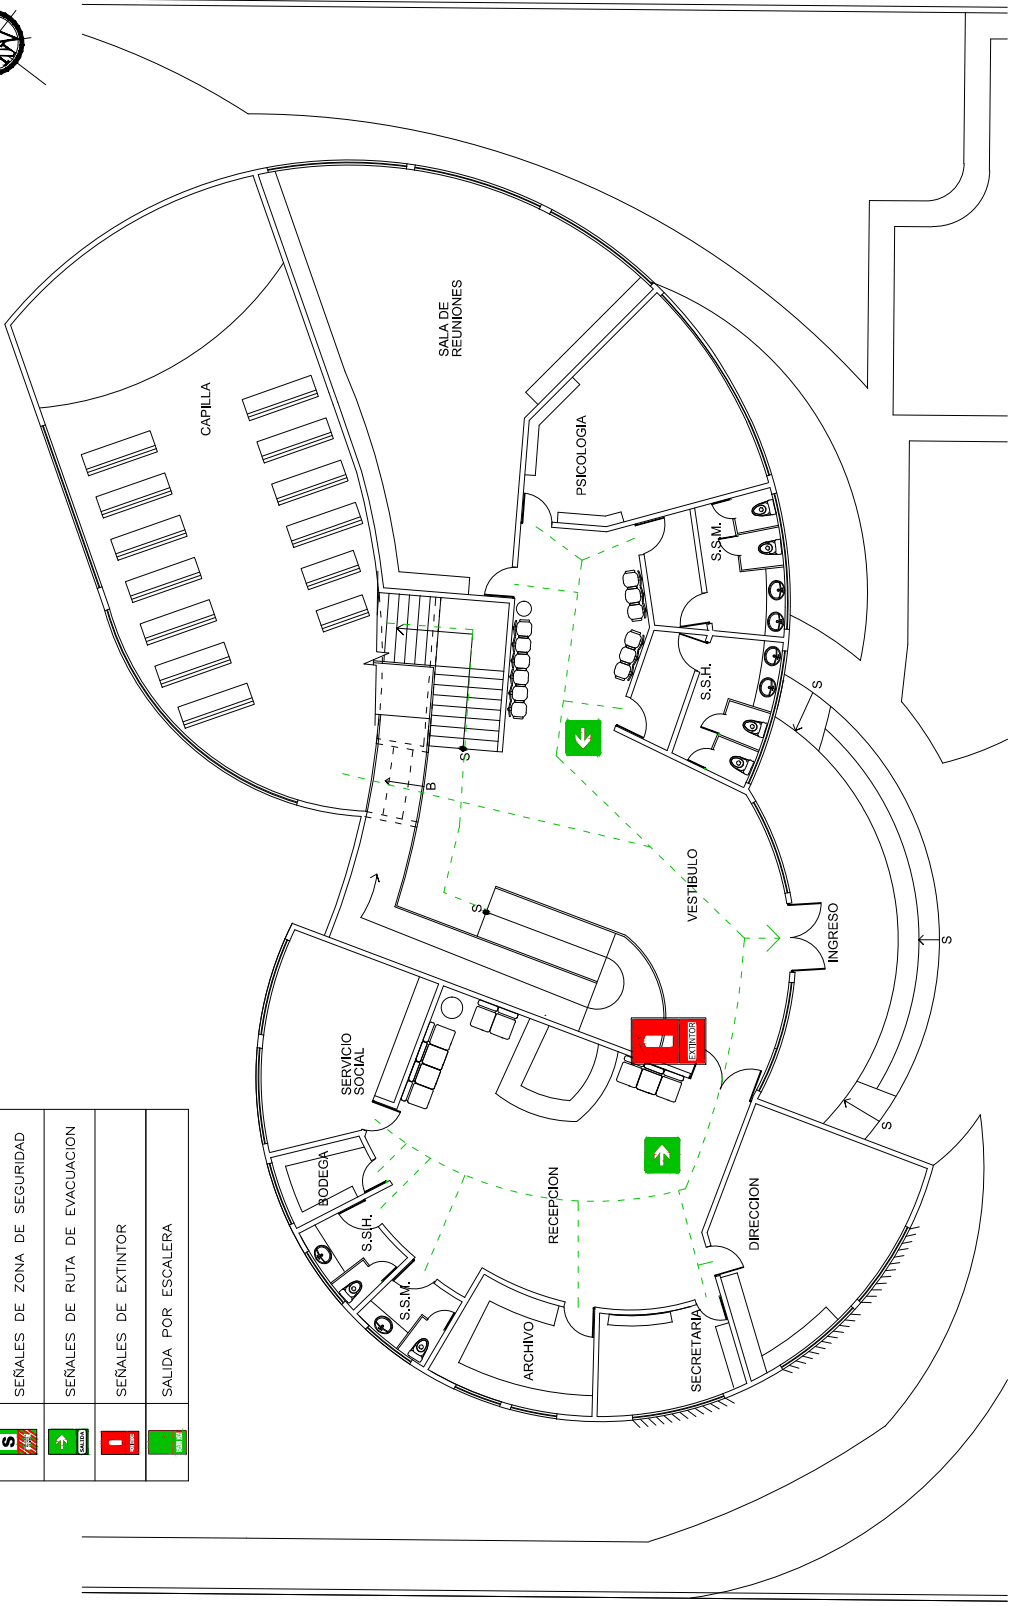 CAPILLA
SALA DE
REUNIONES
PSICOLOGIA
S.S.M.
S.S.H.
S
S
B
S
VESTIBULO
INGRESO
S
S
EXTINTOR
SERVICIO
SOCIAL
BODEGA
S.S.H.
S.S.M.
RECEPCION
DIRECCION
ARCHIVO
SECRETARIA
S SEÑALES DE ZONA DE SEGURIDAD
SALIDA SEÑALES DE RUTA DE EVACUACION
SEÑALES DE EXTINTOR
SALIDA POR ESCALERA